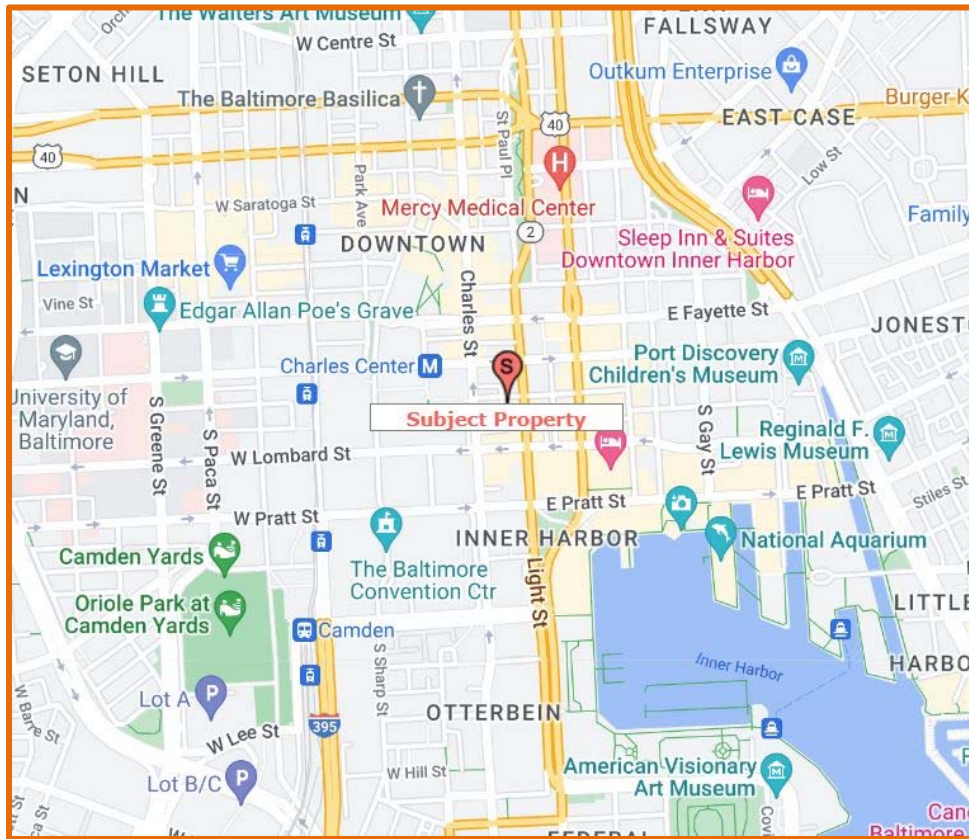 The Walters Art Museum
W Centre St
FALLSWAY
SETON HILL
Outkum Enterprise
The Baltimore Basilica
St Paul Pl
40
EAST CASE
Burger K
40
Park Ave
H
Low St
N
W Saratoga St
Mercy Medical Center
2
Family
DOWNTOWN
Sleep Inn & Suites
Downtown Inner Harbor
Lexington Market
Charles St
Vine St
Edgar Allan Poe's Grave
E Fayette St
JONEST
Charles Center
M
S
Port Discovery
Children's Museum
University of
Maryland,
Baltimore
S Greene St
S Paca St
Subject Property
S Gay St
Reginald F.
Lewis Museum
W Lombard St
E Pratt St
E Pratt St
Stiles St
W Pratt St
INNER HARBOR
National Aquarium
Camden Yards
The Baltimore
Convention Ctr
Light St
Oriole Park at
Camden Yards
LITTLE
Camden
S Sharp St
Inner Harbor
HARBO
W Barre St
Lot A
P
OTTERBEIN
395
W Lee St
Lot B/C
P
W Hill St
American Visionary
Art Museum
Covi
Can
Baltimore
FEDERAL